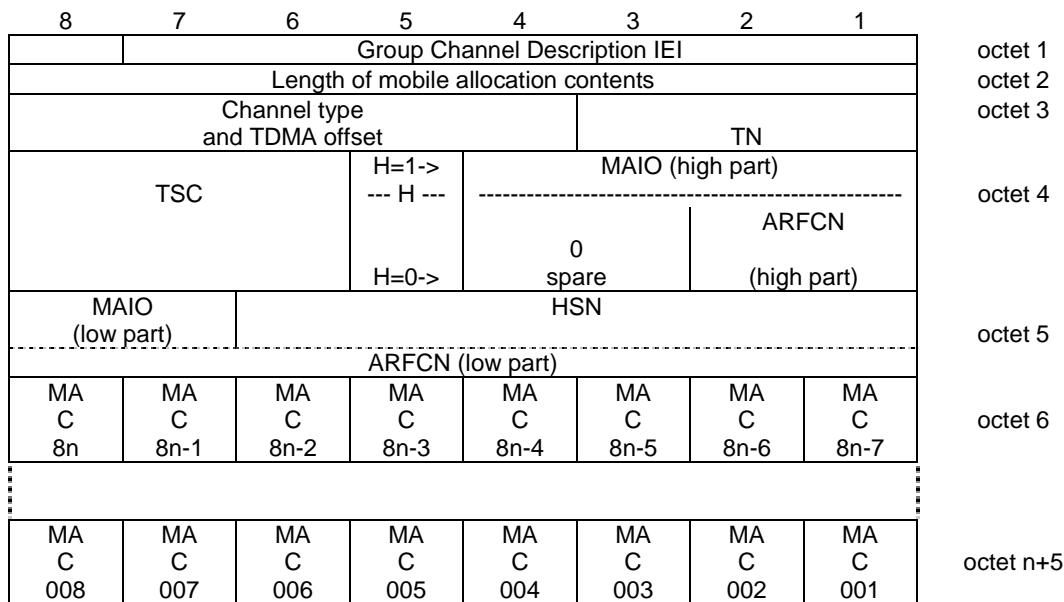 8 7 6 5 4 3 2 1
Group Channel Description IEI octet 1
Length of mobile allocation contents octet 2
Channel type octet 3
and TDMA offset TN
H=1-> MAIO (high part)
TSC --- H --- ------------------------------------------------ octet 4
ARFCN
0
H=0-> spare (high part)
MAIO HSN
(low part) octet 5
ARFCN (low part)
MA MA MA MA MA MA MA MA
C C C C C C C C octet 6
8n 8n-1 8n-2 8n-3 8n-4 8n-5 8n-6 8n-7
MA MA MA MA MA MA MA MA
C C C C C C C C octet n+5
008 007 006 005 004 003 002 001